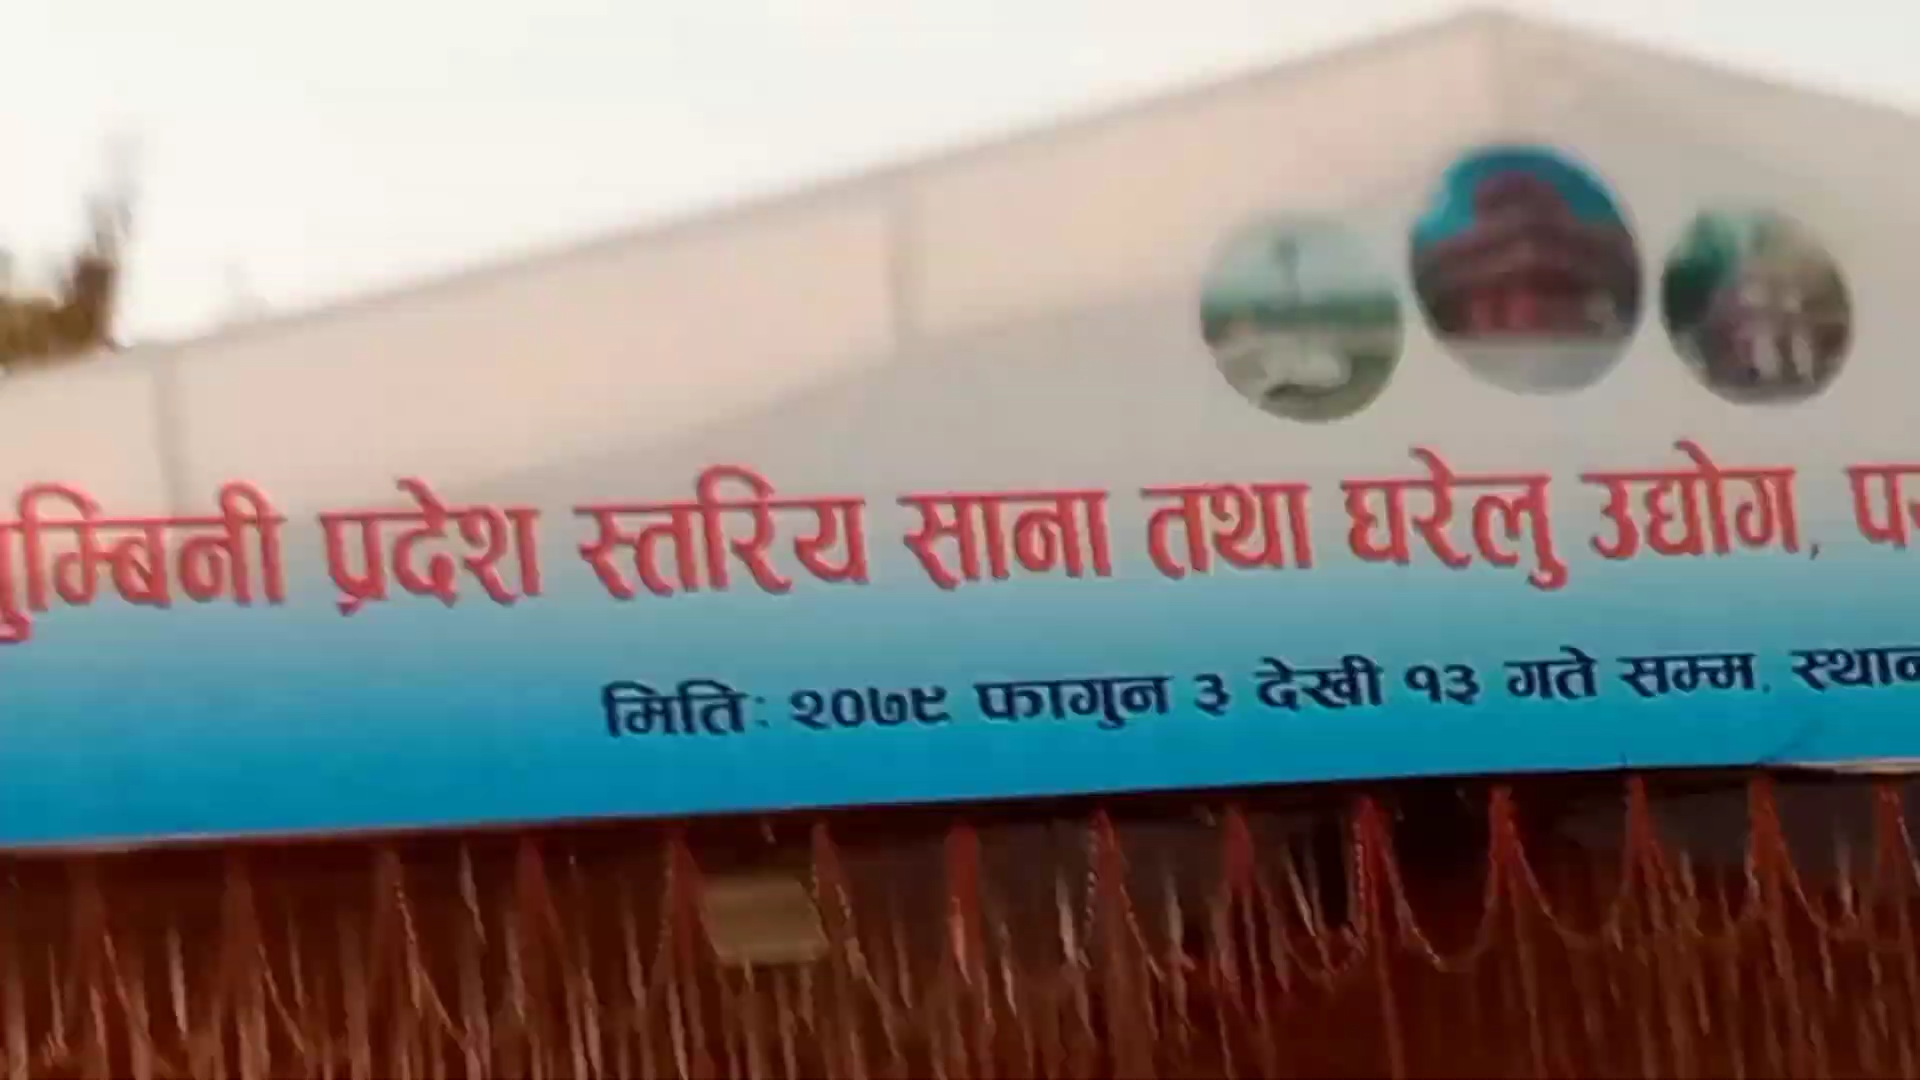 लुम्बिनी प्रदेश स्तरिय साना तथा घरेलु उद्योग,
मितिः २०७९ फागुन ३ देखी १३ गते सम्म, स्थान